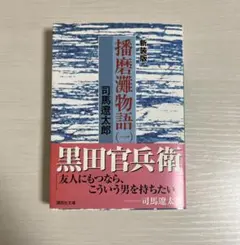 新装版
播磨灘物語(一)
司馬遼太郎
黒田官兵衛
友人にもつなら、
こういう男を持ちたい
——司馬遼太郎
講談社文庫